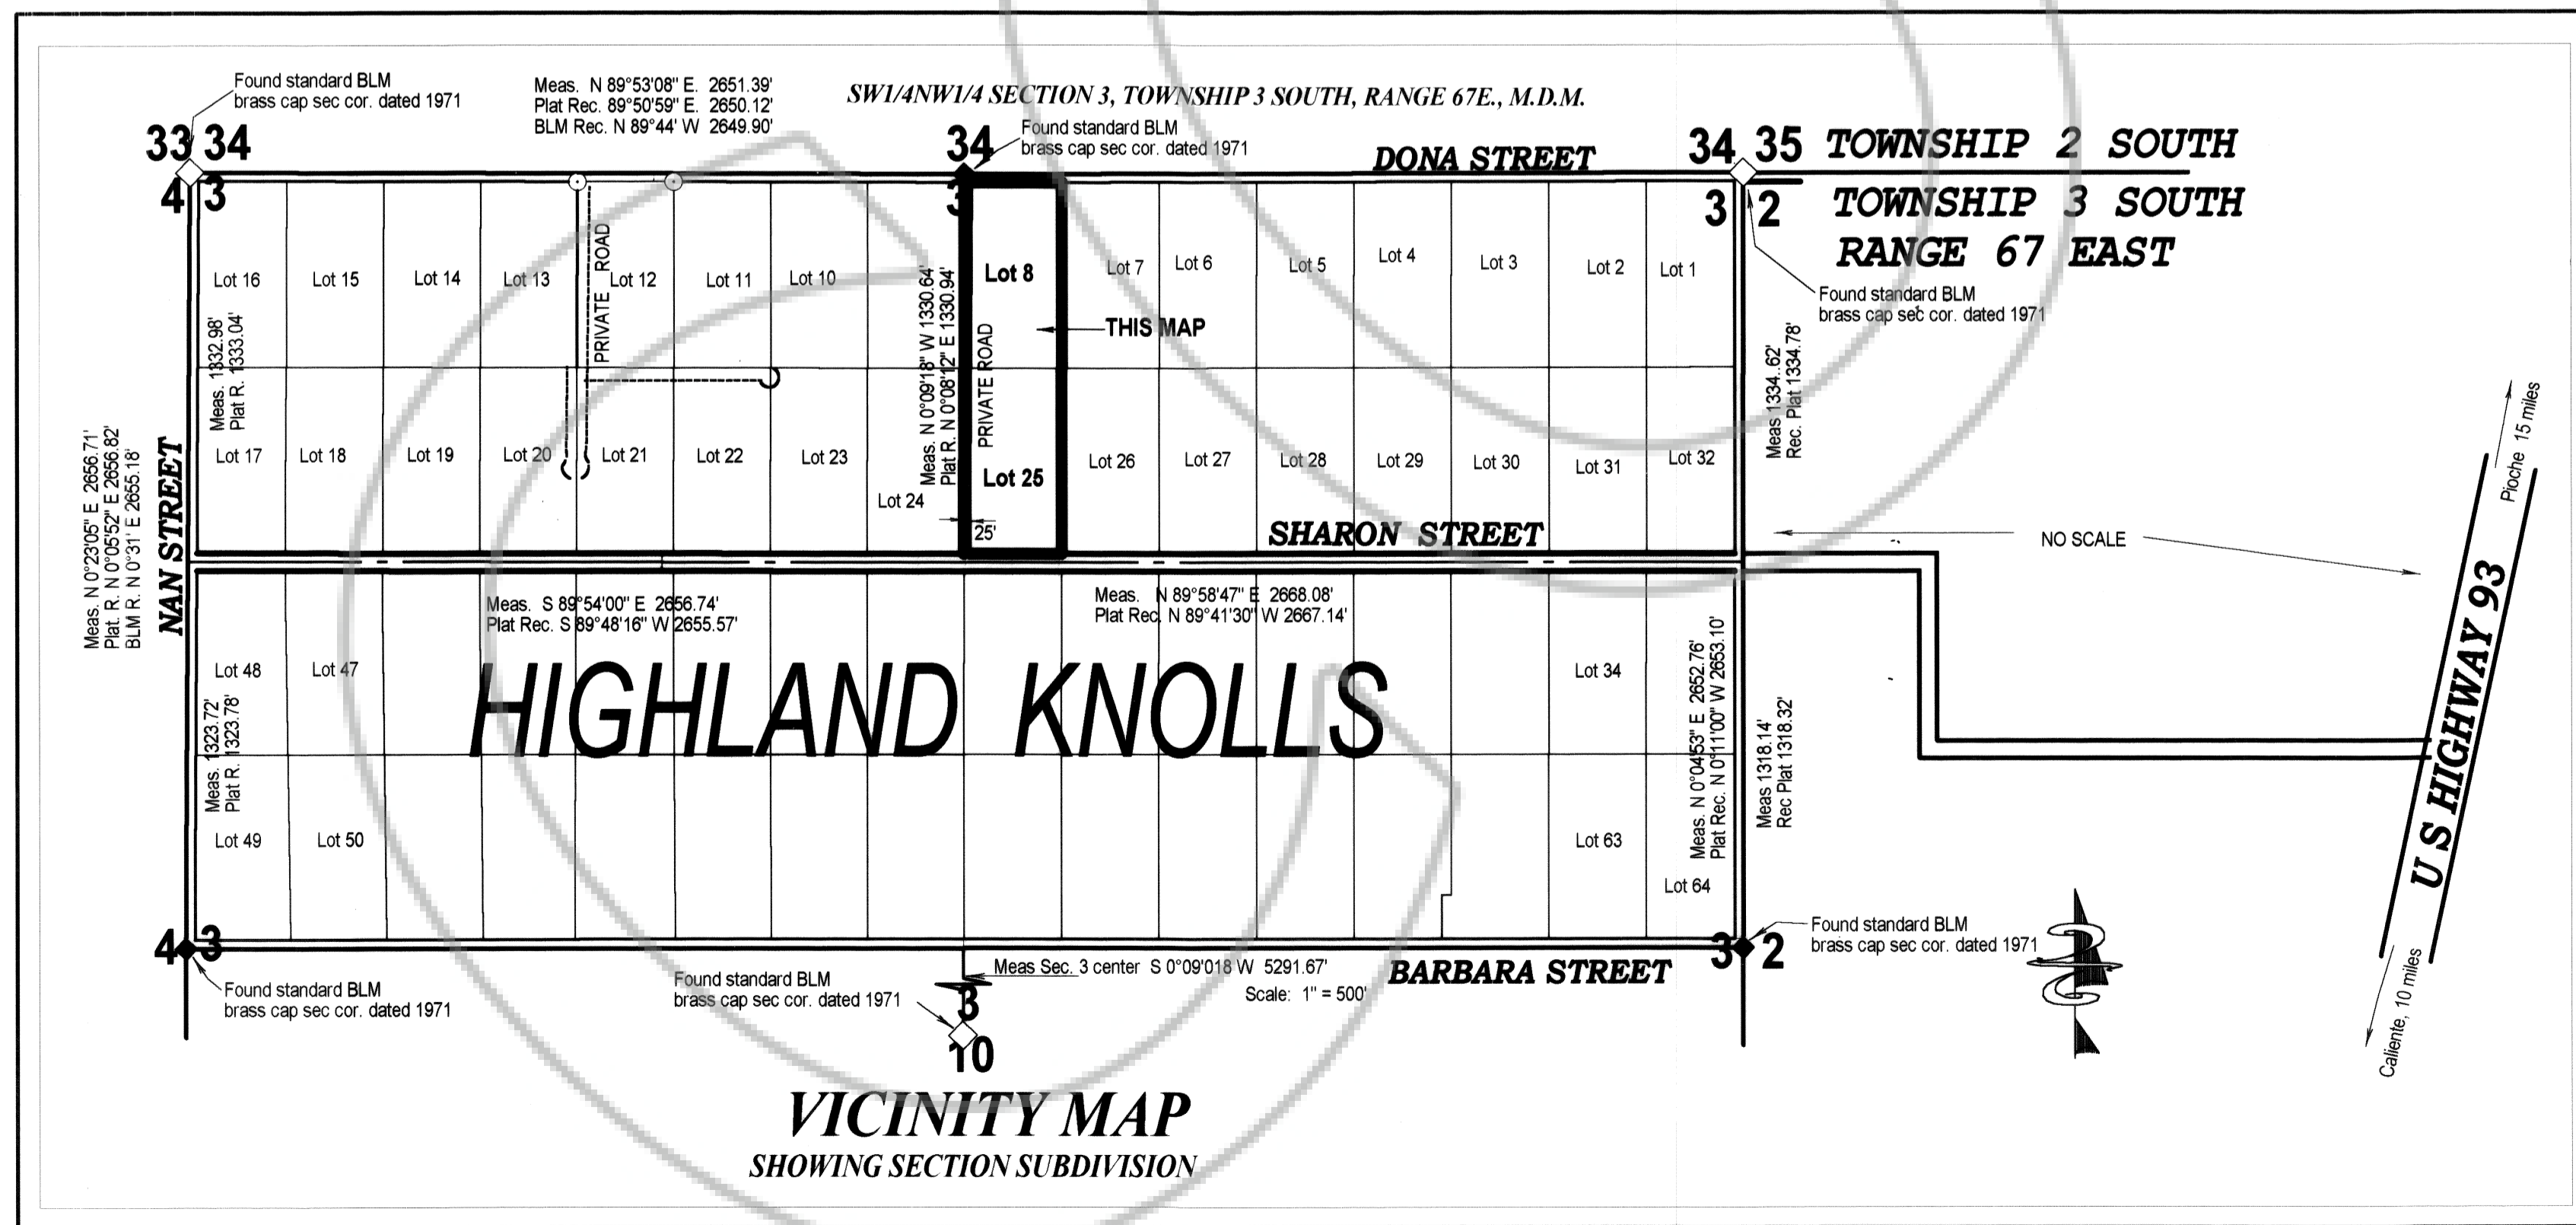 Found standard BLM
brass cap sec cor. dated 1971
Meas. N 89°53'08" E. 2651.39'
Plat Rec. 89°50'59" E. 2650.12'
BLM Rec. N 89°44' W 2649.90'
SW1/4NW1/4 SECTION 3, TOWNSHIP 3 SOUTH, RANGE 67E., M.D.M.
Found standard BLM
brass cap sec cor. dated 1971
33 34
34
DONA STREET
34 35 TOWNSHIP 2 SOUTH
4 3
3
3 2 TOWNSHIP 3 SOUTH
RANGE 67 EAST
Found standard BLM
brass cap sec cor. dated 1971
Lot 16
Lot 15
Lot 14
Lot 13
Lot 12
Lot 11
Lot 10
Lot 8
Lot 7
Lot 6
Lot 5
Lot 4
Lot 3
Lot 2
Lot 1
PRIVATE ROAD
THIS MAP
PRIVATE ROAD
Meas. 1332.98'
Plat R. 1333.04'
Meas. N 0°09'18" W 1330.64'
Plat R. N 0°08'12" E 1330.94'
Meas 1334..62'
Rec. Plat 1334.78'
Lot 17
Lot 18
Lot 19
Lot 20
Lot 21
Lot 22
Lot 23
Lot 24
Lot 25
Lot 26
Lot 27
Lot 28
Lot 29
Lot 30
Lot 31
Lot 32
25'
SHARON STREET
NO SCALE
Pioche 15 miles
U S HIGHWAY 93
Caliente, 10 miles
Meas. N 0°23'05" E 2656.71'
Plat. R. N 0°05'52" E 2656.82'
BLM R. N 0°31' E 2655.18'
NAN STREET
Meas. S 89°54'00" E 2656.74'
Plat Rec. S 89°48'16" W 2655.57'
Meas. N 89°58'47" E 2668.08'
Plat Rec. N 89°41'30" W 2667.14'
Lot 48
Lot 47
HIGHLAND KNOLLS
Lot 34
Meas. 1323.72'
Plat R. 1323.78'
Meas. N 0°04'53" E 2652.76'
Plat Rec. N 0°11'00" W 2653.10'
Meas 1318.14'
Rec Plat 1318.32'
Lot 49
Lot 50
Lot 63
Lot 64
4 3
3 2
Found standard BLM
brass cap sec cor. dated 1971
Found standard BLM
brass cap sec cor. dated 1971
Found standard BLM
brass cap sec cor. dated 1971
Meas Sec. 3 center S 0°09'018 W 5291.67'
Scale: 1" = 500'
BARBARA STREET
3
10
VICINITY MAP
SHOWING SECTION SUBDIVISION